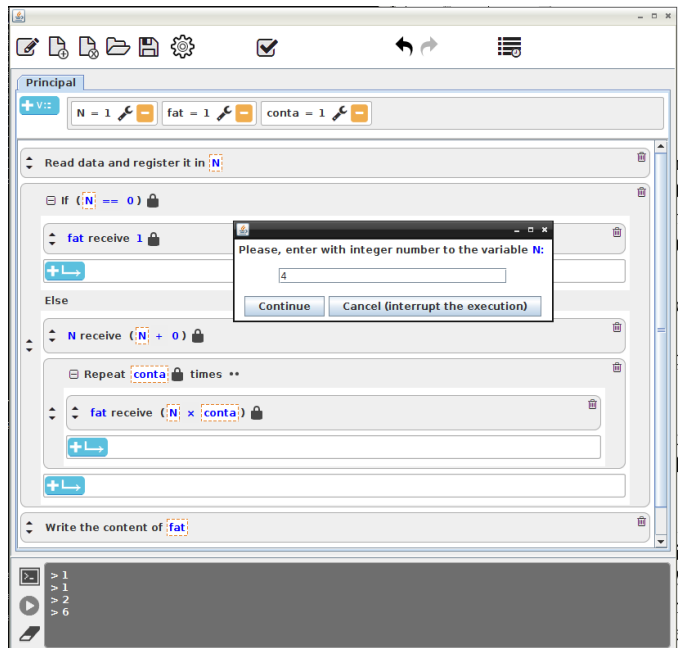 Principal
V::
N = 1 fat = 1 conta = 1
Read data and register it in N
If ( N == 0 )
fat receive 1
Please, enter with integer number to the variable N:
4
Continue Cancel (interrupt the execution)
Else
N receive ( N + 0 )
Repeat conta times ••
fat receive ( N × conta )
Write the content of fat
> 1
> 1
> 2
> 6